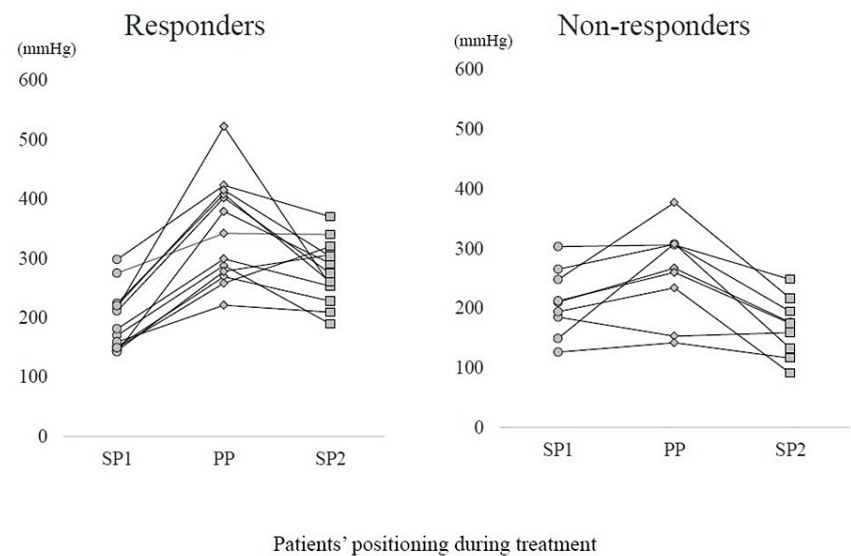 Responders
(mmHg)
600
500
400
300
200
100
0
SP1 PP SP2
Non-responders
(mmHg)
600
500
400
300
200
100
0
SP1 PP SP2
Patients’ positioning during treatment